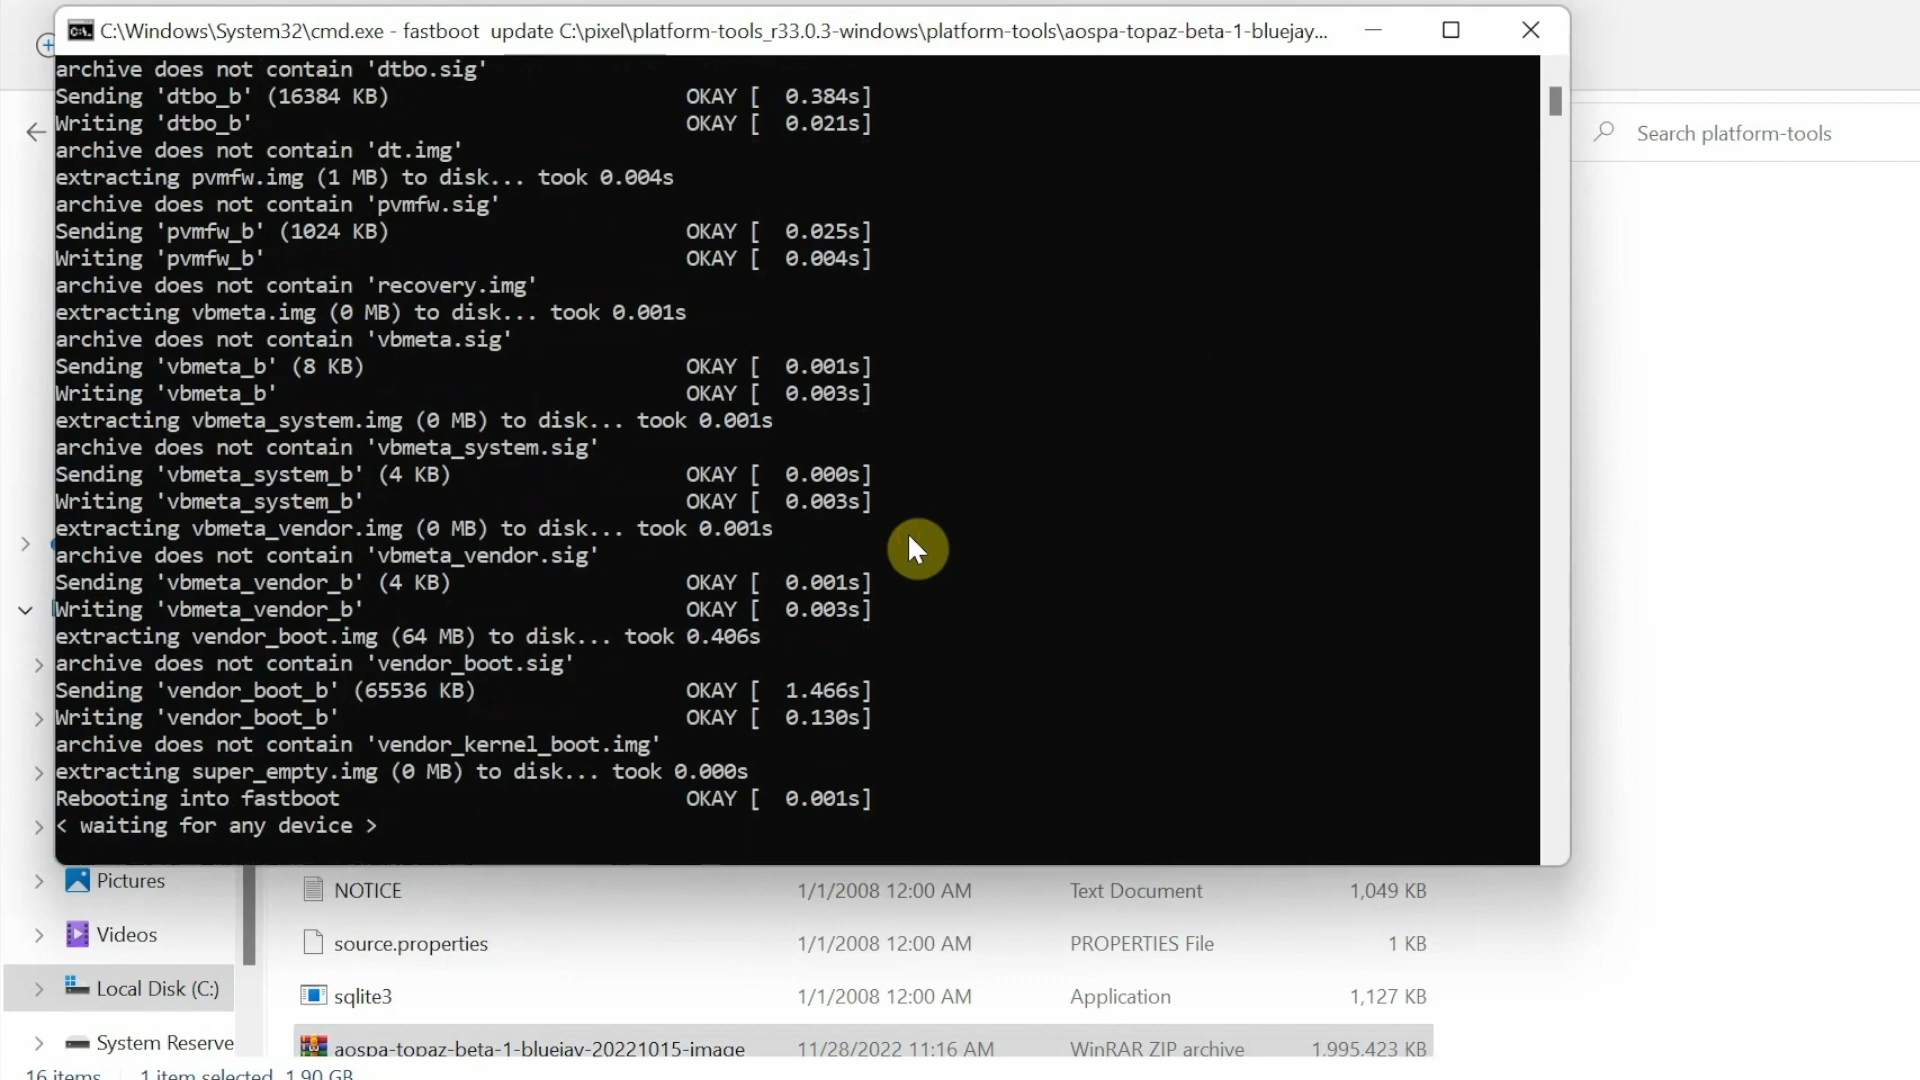 C:\Windows\System32\cmd.exe - fastboot  update C:\pixel\platform-tools_r33.0.3-windows\platform-tools\aospa-topaz-beta-1-bluejay...
archive does not contain 'dtbo.sig'
Sending 'dtbo_b' (16384 KB) OKAY [  0.384s]
Writing 'dtbo_b' OKAY [  0.021s]
archive does not contain 'dt.img'
extracting pvmfw.img (1 MB) to disk... took 0.004s
archive does not contain 'pvmfw.sig'
Sending 'pvmfw_b' (1024 KB) OKAY [  0.025s]
Writing 'pvmfw_b' OKAY [  0.004s]
archive does not contain 'recovery.img'
extracting vbmeta.img (0 MB) to disk... took 0.001s
archive does not contain 'vbmeta.sig'
Sending 'vbmeta_b' (8 KB) OKAY [  0.001s]
Writing 'vbmeta_b' OKAY [  0.003s]
extracting vbmeta_system.img (0 MB) to disk... took 0.001s
archive does not contain 'vbmeta_system.sig'
Sending 'vbmeta_system_b' (4 KB) OKAY [  0.000s]
Writing 'vbmeta_system_b' OKAY [  0.003s]
extracting vbmeta_vendor.img (0 MB) to disk... took 0.001s
archive does not contain 'vbmeta_vendor.sig'
Sending 'vbmeta_vendor_b' (4 KB) OKAY [  0.001s]
Writing 'vbmeta_vendor_b' OKAY [  0.003s]
extracting vendor_boot.img (64 MB) to disk... took 0.406s
archive does not contain 'vendor_boot.sig'
Sending 'vendor_boot_b' (65536 KB) OKAY [  1.466s]
Writing 'vendor_boot_b' OKAY [  0.130s]
archive does not contain 'vendor_kernel_boot.img'
extracting super_empty.img (0 MB) to disk... took 0.000s
Rebooting into fastboot OKAY [  0.001s]
< waiting for any device >
Search platform-tools
Pictures
Videos
Local Disk (C:)
System Reserve
NOTICE 1/1/2008 12:00 AM Text Document 1,049 KB
source.properties 1/1/2008 12:00 AM PROPERTIES File 1 KB
sqlite3 1/1/2008 12:00 AM Application 1,127 KB
aospa-topaz-beta-1-bluejay-20221015-image 11/28/2022 11:16 AM WinRAR ZIP archive 1,995,423 KB
16 items 1 item selected 1.90 GB